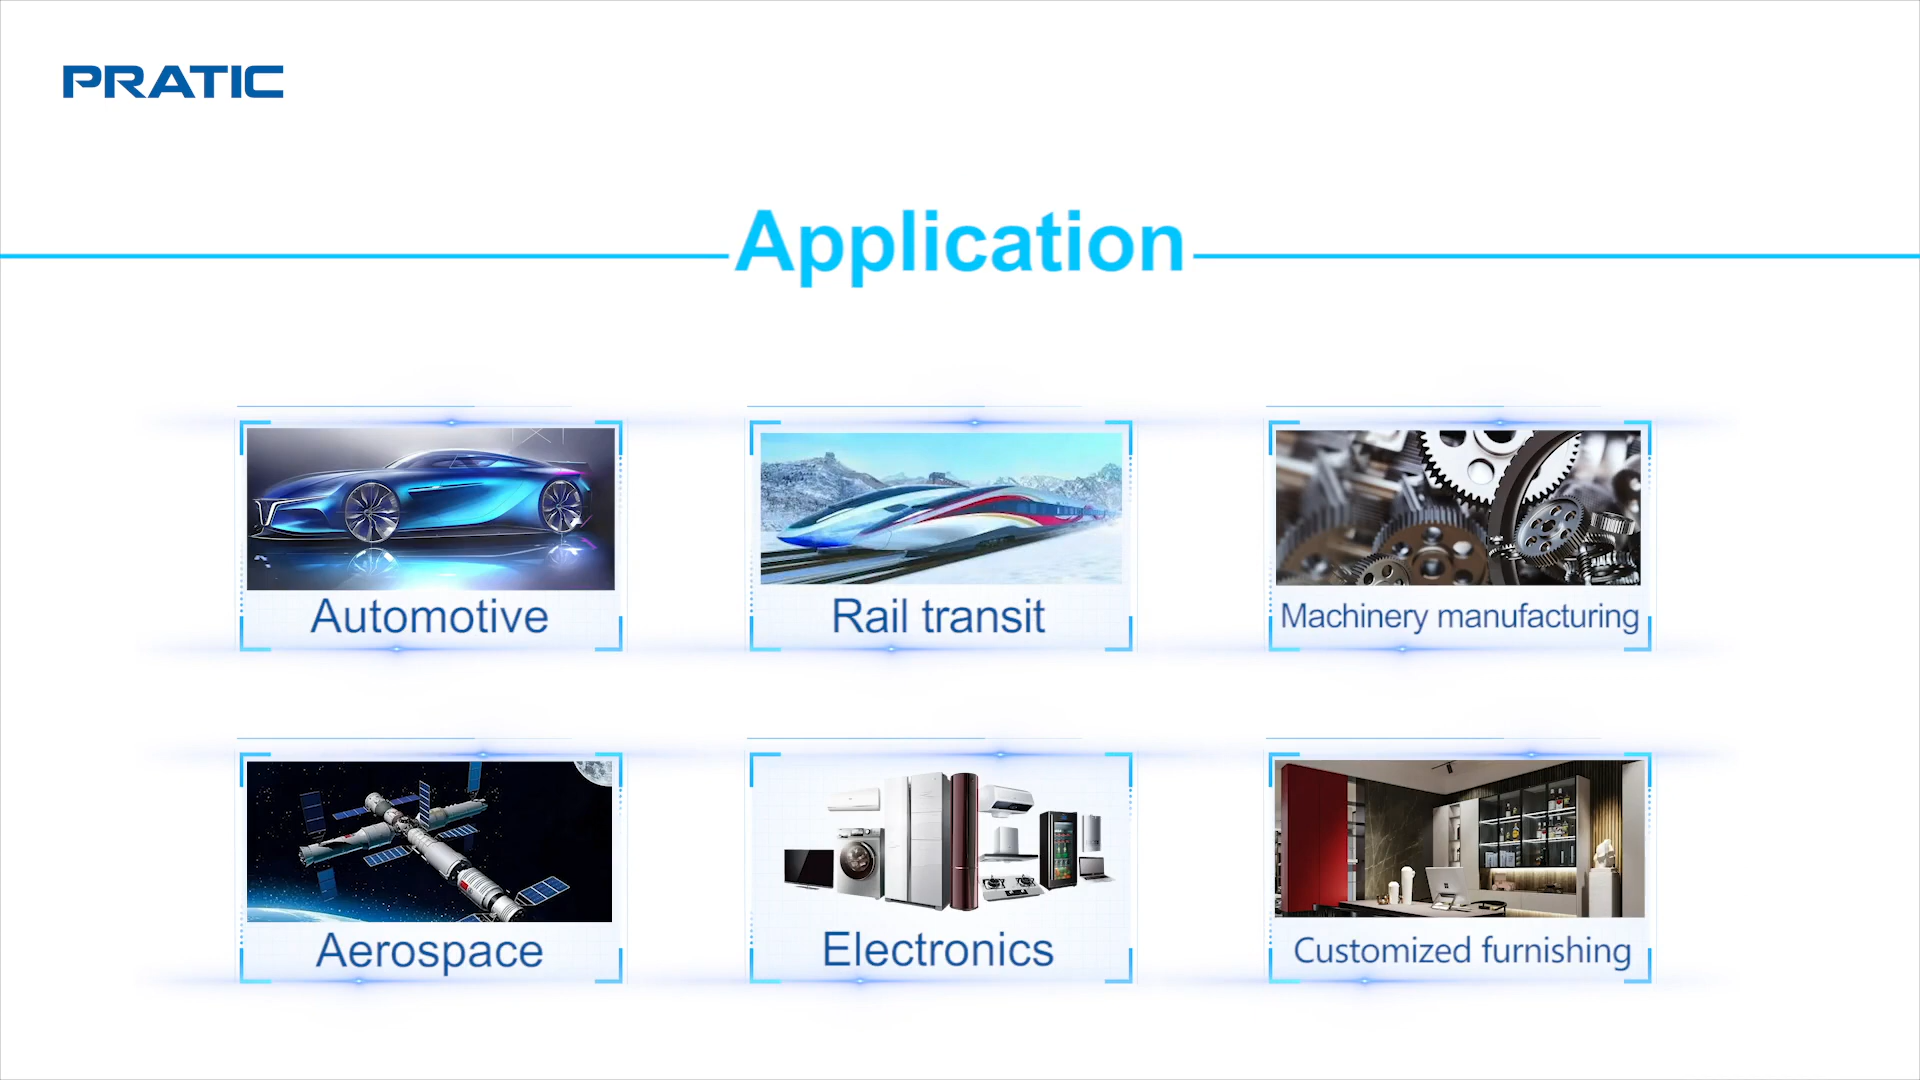 PRATIC
Application
Automotive
Rail transit
Machinery manufacturing
Aerospace
Electronics
Customized furnishing